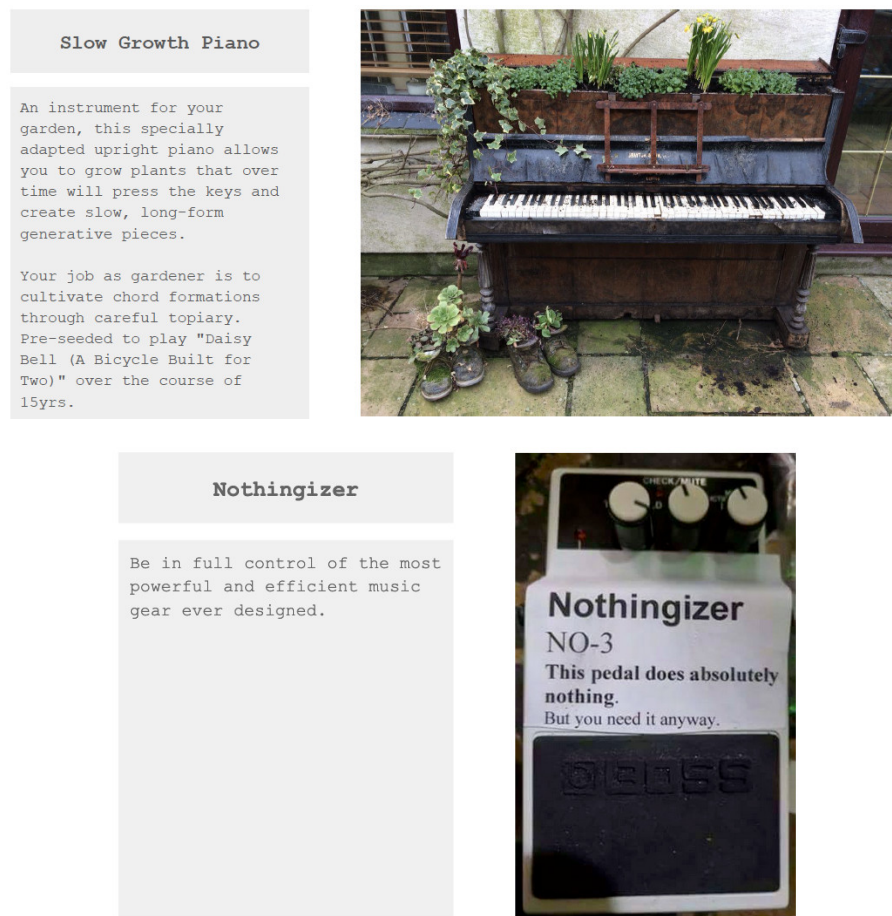 Slow Growth Piano
An instrument for your
garden, this specially
adapted upright piano allows
you to grow plants that over
time will press the keys and
create slow, long-form
generative pieces.
Your job as gardener is to
cultivate chord formations
through careful topiary.
Pre-seeded to play "Daisy
Bell (A Bicycle Built for
Two)" over the course of
15yrs.
Nothingizer
Be in full control of the most
powerful and efficient music
gear ever designed.
CHECK/MUTE
Nothingizer
NO-3
This pedal does absolutely
nothing.
But you need it anyway.
BOSS